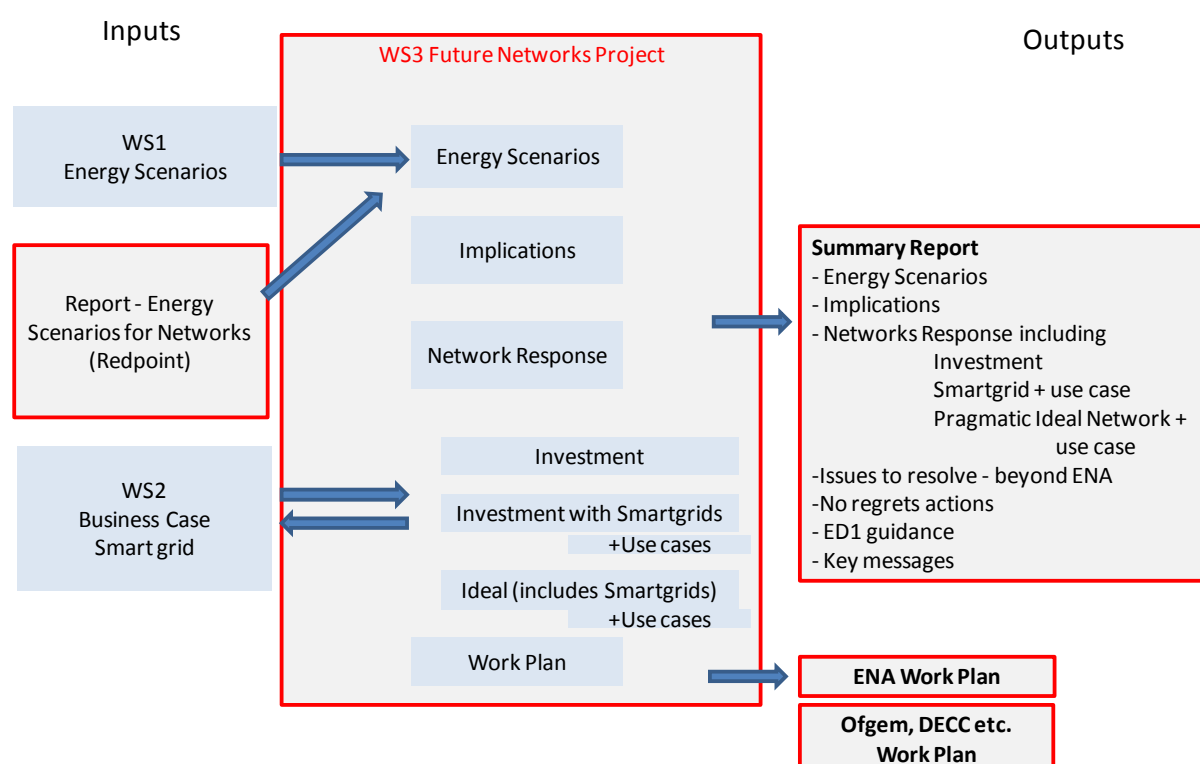 Inputs
WS1
Energy Scenarios
Report - Energy
Scenarios for Networks
(Redpoint)
WS2
Business Case
Smart grid
WS3 Future Networks Project
Energy Scenarios
Implications
Network Response
Investment
Investment with Smartgrids
+Use cases
Ideal (includes Smartgrids)
+Use cases
Work Plan
Outputs
Summary Report
- Energy Scenarios
- Implications
- Networks Response including
Investment
Smartgrid + use case
Pragmatic Ideal Network +
use case
-Issues to resolve - beyond ENA
-No regrets actions
- ED1 guidance
- Key messages
ENA Work Plan
Ofgem, DECC etc.
Work Plan